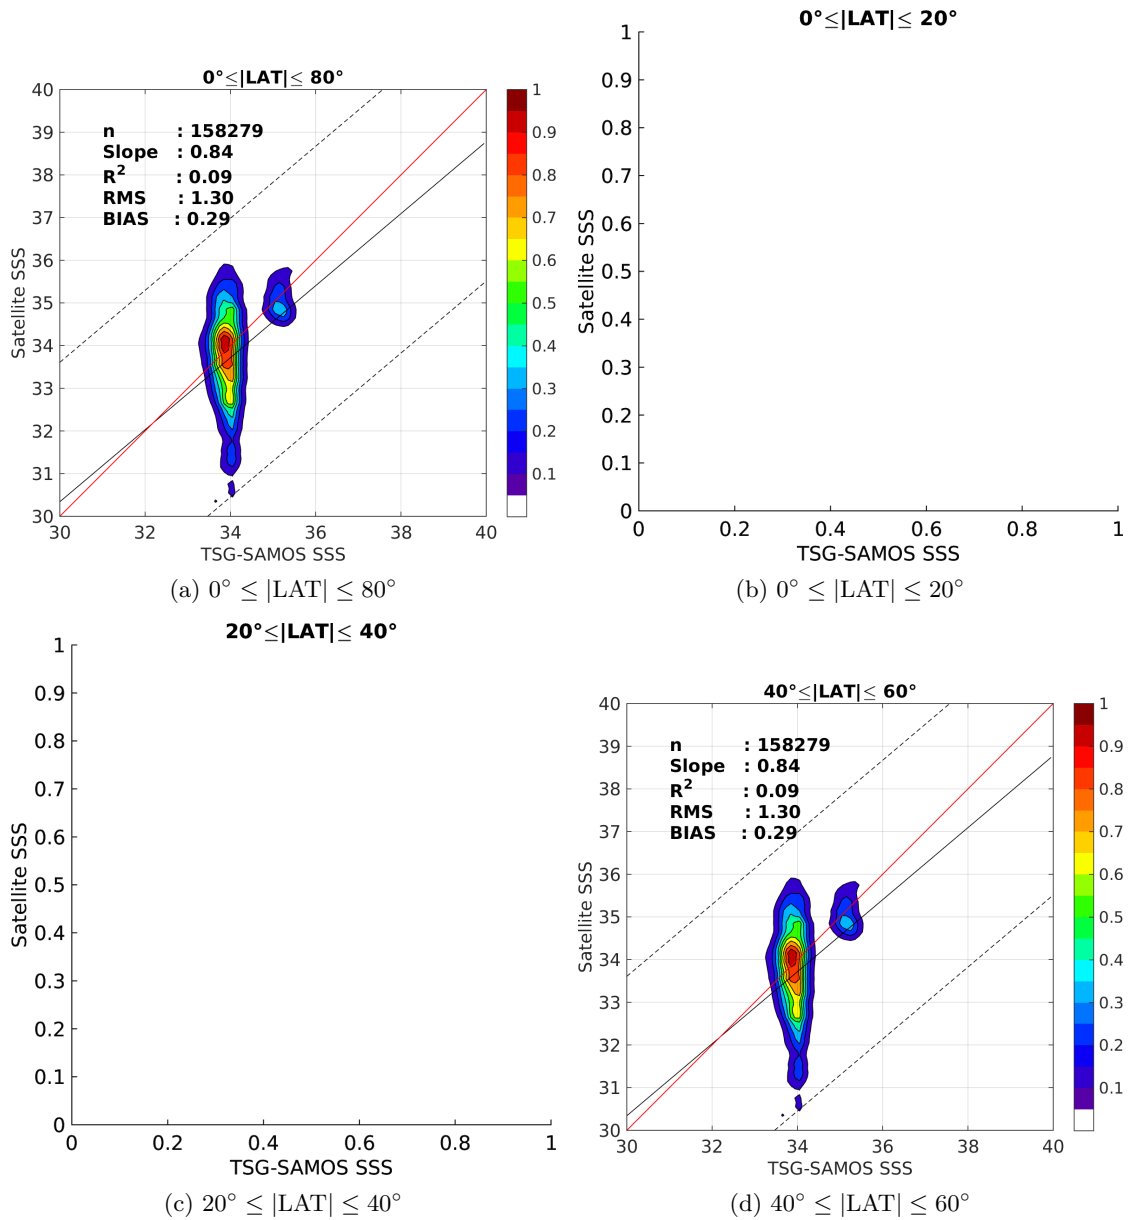 0°≤|LAT|≤ 80°
40
39
38
37
36
35
34
33
32
31
30
Satellite SSS
n : 158279
Slope : 0.84
R² : 0.09
RMS : 1.30
BIAS : 0.29
30 32 34 36 38 40
TSG-SAMOS SSS
1
0.9
0.8
0.7
0.6
0.5
0.4
0.3
0.2
0.1
(a) 0° ≤ |LAT| ≤ 80°
0°≤|LAT|≤ 20°
1
0.9
0.8
0.7
0.6
0.5
0.4
0.3
0.2
0.1
0
Satellite SSS
0 0.2 0.4 0.6 0.8 1
TSG-SAMOS SSS
(b) 0° ≤ |LAT| ≤ 20°
20°≤|LAT|≤ 40°
1
0.9
0.8
0.7
0.6
0.5
0.4
0.3
0.2
0.1
0
Satellite SSS
0 0.2 0.4 0.6 0.8 1
TSG-SAMOS SSS
(c) 20° ≤ |LAT| ≤ 40°
40°≤|LAT|≤ 60°
40
39
38
37
36
35
34
33
32
31
30
Satellite SSS
n : 158279
Slope : 0.84
R² : 0.09
RMS : 1.30
BIAS : 0.29
30 32 34 36 38 40
TSG-SAMOS SSS
1
0.9
0.8
0.7
0.6
0.5
0.4
0.3
0.2
0.1
(d) 40° ≤ |LAT| ≤ 60°